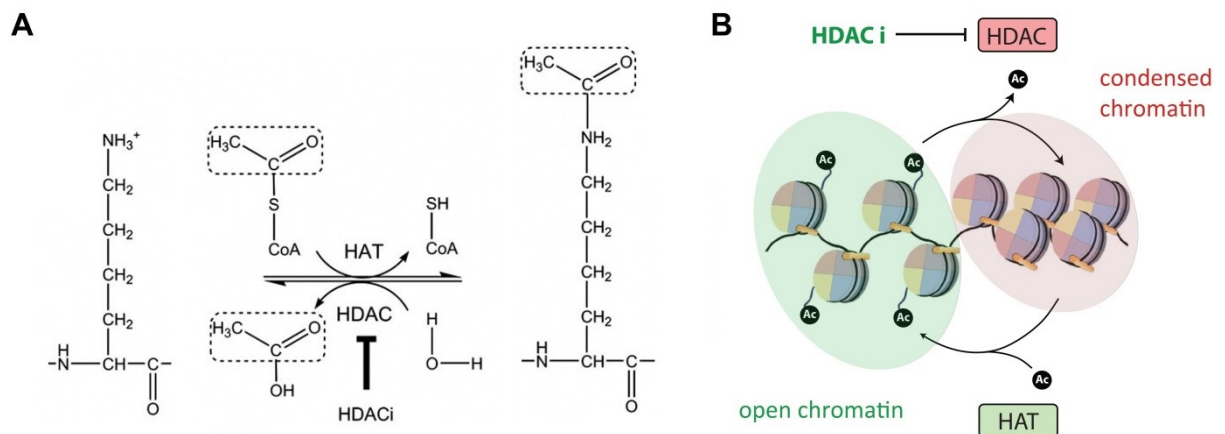 A
NH₃⁺
CH₂
CH₂
CH₂
CH₂
H
–N–CH–C–
O
H₃C
O
C
S
CoA
HAT
SH
CoA
H₃C
O
C
OH
HDAC
HDACi
H
O
H
H₃C
O
C
NH₂
CH₂
CH₂
CH₂
CH₂
H
–N–CH–C–
O
B
HDAC i
HDAC
Ac
condensed
chromatin
Ac
Ac
Ac
Ac
open chromatin
Ac
HAT